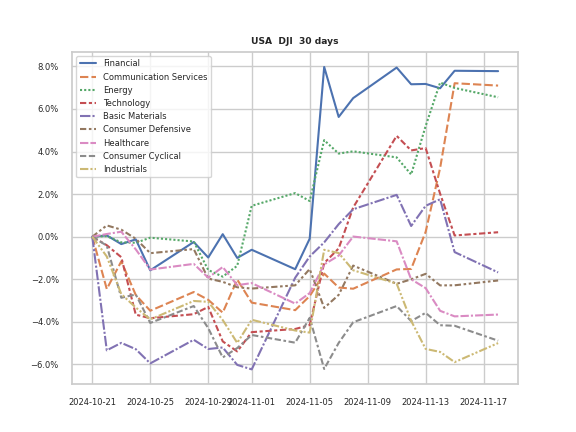 USA  DJI  30 days
8.0%
6.0%
4.0%
2.0%
0.0%
−2.0%
−4.0%
−6.0%
Financial
Communication Services
Energy
Technology
Basic Materials
Consumer Defensive
Healthcare
Consumer Cyclical
Industrials
2024-10-21 2024-10-25 2024-10-29 2024-11-01 2024-11-05 2024-11-09 2024-11-13 2024-11-17